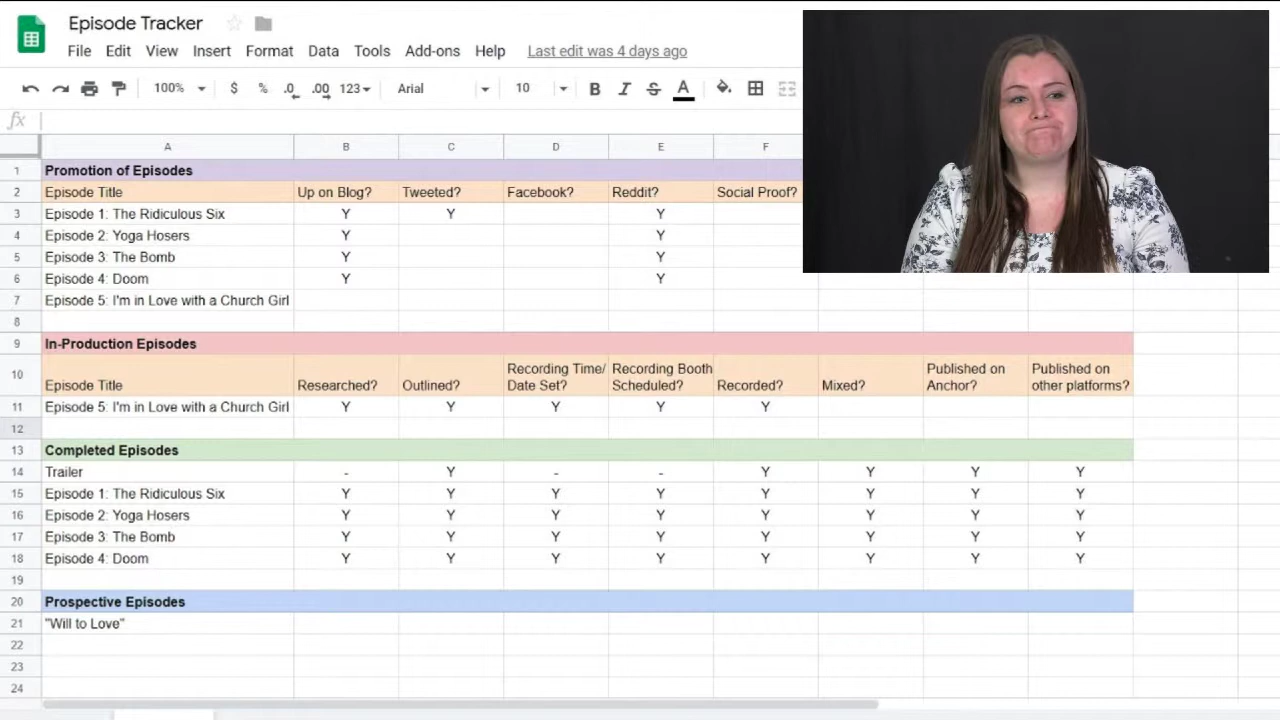 Episode Tracker
File Edit View Insert Format Data Tools Add-ons Help Last edit was 4 days ago
100% $ % .0 .00 123 Arial 10 B I S A
fx
A B C D E F
1 Promotion of Episodes
2 Episode Title Up on Blog? Tweeted? Facebook? Reddit? Social Proof?
3 Episode 1: The Ridiculous Six Y Y Y
4 Episode 2: Yoga Hosers Y Y
5 Episode 3: The Bomb Y Y
6 Episode 4: Doom Y Y
7 Episode 5: I'm in Love with a Church Girl
8
9 In-Production Episodes
Recording Time/ Recording Booth Published on Published on
10 Episode Title Researched? Outlined? Date Set? Scheduled? Recorded? Mixed? Anchor? other platforms?
11 Episode 5: I'm in Love with a Church Girl Y Y Y Y Y
12
13 Completed Episodes
14 Trailer - Y - - Y Y Y Y
15 Episode 1: The Ridiculous Six Y Y Y Y Y Y Y Y
16 Episode 2: Yoga Hosers Y Y Y Y Y Y Y Y
17 Episode 3: The Bomb Y Y Y Y Y Y Y Y
18 Episode 4: Doom Y Y Y Y Y Y Y Y
19
20 Prospective Episodes
21 "Will to Love"
22
23
24